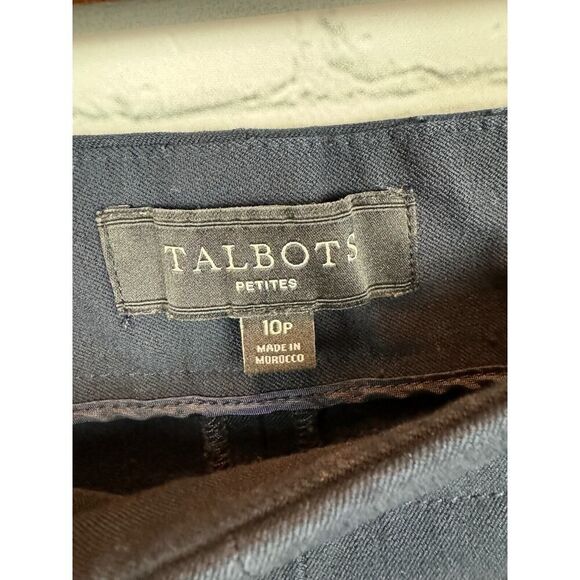 TALBOTS
PETITES
10P
MADE IN
MOROCCO